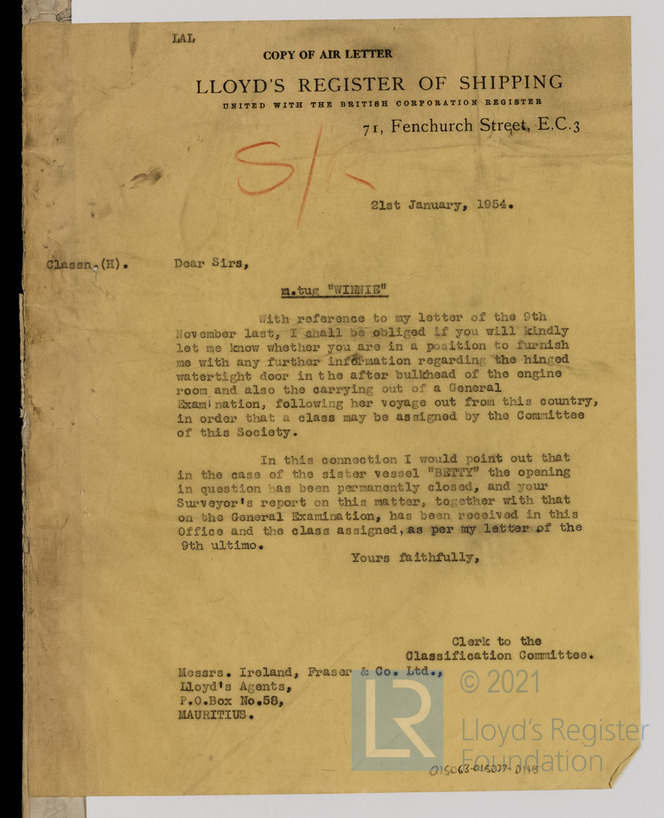 LAL
COPY OF AIR LETTER
LLOYD'S REGISTER OF SHIPPING
UNITED WITH THE BRITISH CORPORATION REGISTER
71, Fenchurch Street, E.C.3
S/R
21st January, 1954.
Classn.(H).
Dear Sirs,
m.tug "WINNIE"
With reference to my letter of the 9th
November last, I shall be obliged if you will kindly
let me know whether you are in a position to furnish
me with any further information regarding the hinged
watertight door in the after bulkhead of the engine
room and also the carrying out of a General
Examination, following her voyage out from this country,
in order that a class may be assigned by the Committee
of this Society.
In this connection I would point out that
in the case of the sister vessel "BETTY" the opening
in question has been permanently closed, and your
Surveyor's report on this matter, together with that
on the General Examination, has been received in this
Office and the class assigned, as per my letter of the
9th ultimo.
Yours faithfully,
Clerk to the
Classification Committee.
Messrs. Ireland, Fraser & Co. Ltd.,
Lloyd's Agents,
P.O.Box No.58,
MAURITIUS.
LR
© 2021
Lloyd's Register
Foundation
015063-015077-0145